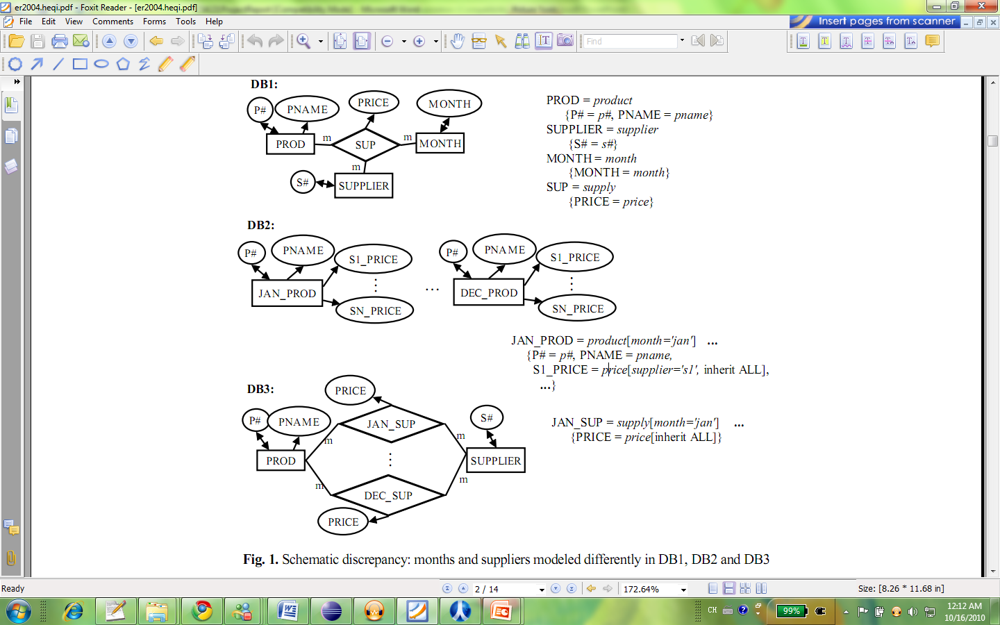 er2004.heqi.pdf - Foxit Reader - [er2004.heqi.pdf]
File Edit View Comments Forms Tools Help
Insert pages from scanner
Find
DB1:
P# PNAME PRICE MONTH
PROD m SUP m MONTH
m
S# SUPPLIER
PROD = product
{P# = p#, PNAME = pname}
SUPPLIER = supplier
{S# = s#}
MONTH = month
{MONTH = month}
SUP = supply
{PRICE = price}
DB2:
P# PNAME S1_PRICE P# PNAME S1_PRICE
⋮ ... ⋮
JAN_PROD DEC_PROD
SN_PRICE SN_PRICE
JAN_PROD = product[month='jan'] ...
{P# = p#, PNAME = pname,
S1_PRICE = price[supplier='s1', inherit ALL],
...}
DB3:
PRICE
P# PNAME JAN_SUP S#
m m
PROD ⋮ SUPPLIER
m m
DEC_SUP
PRICE
JAN_SUP = supply[month='jan'] ...
{PRICE = price[inherit ALL]}
Fig. 1. Schematic discrepancy: months and suppliers modeled differently in DB1, DB2 and DB3
Ready 2 / 14 172.64% Size: [8.26 * 11.68 in]
CH 99% 12:12 AM
10/16/2010